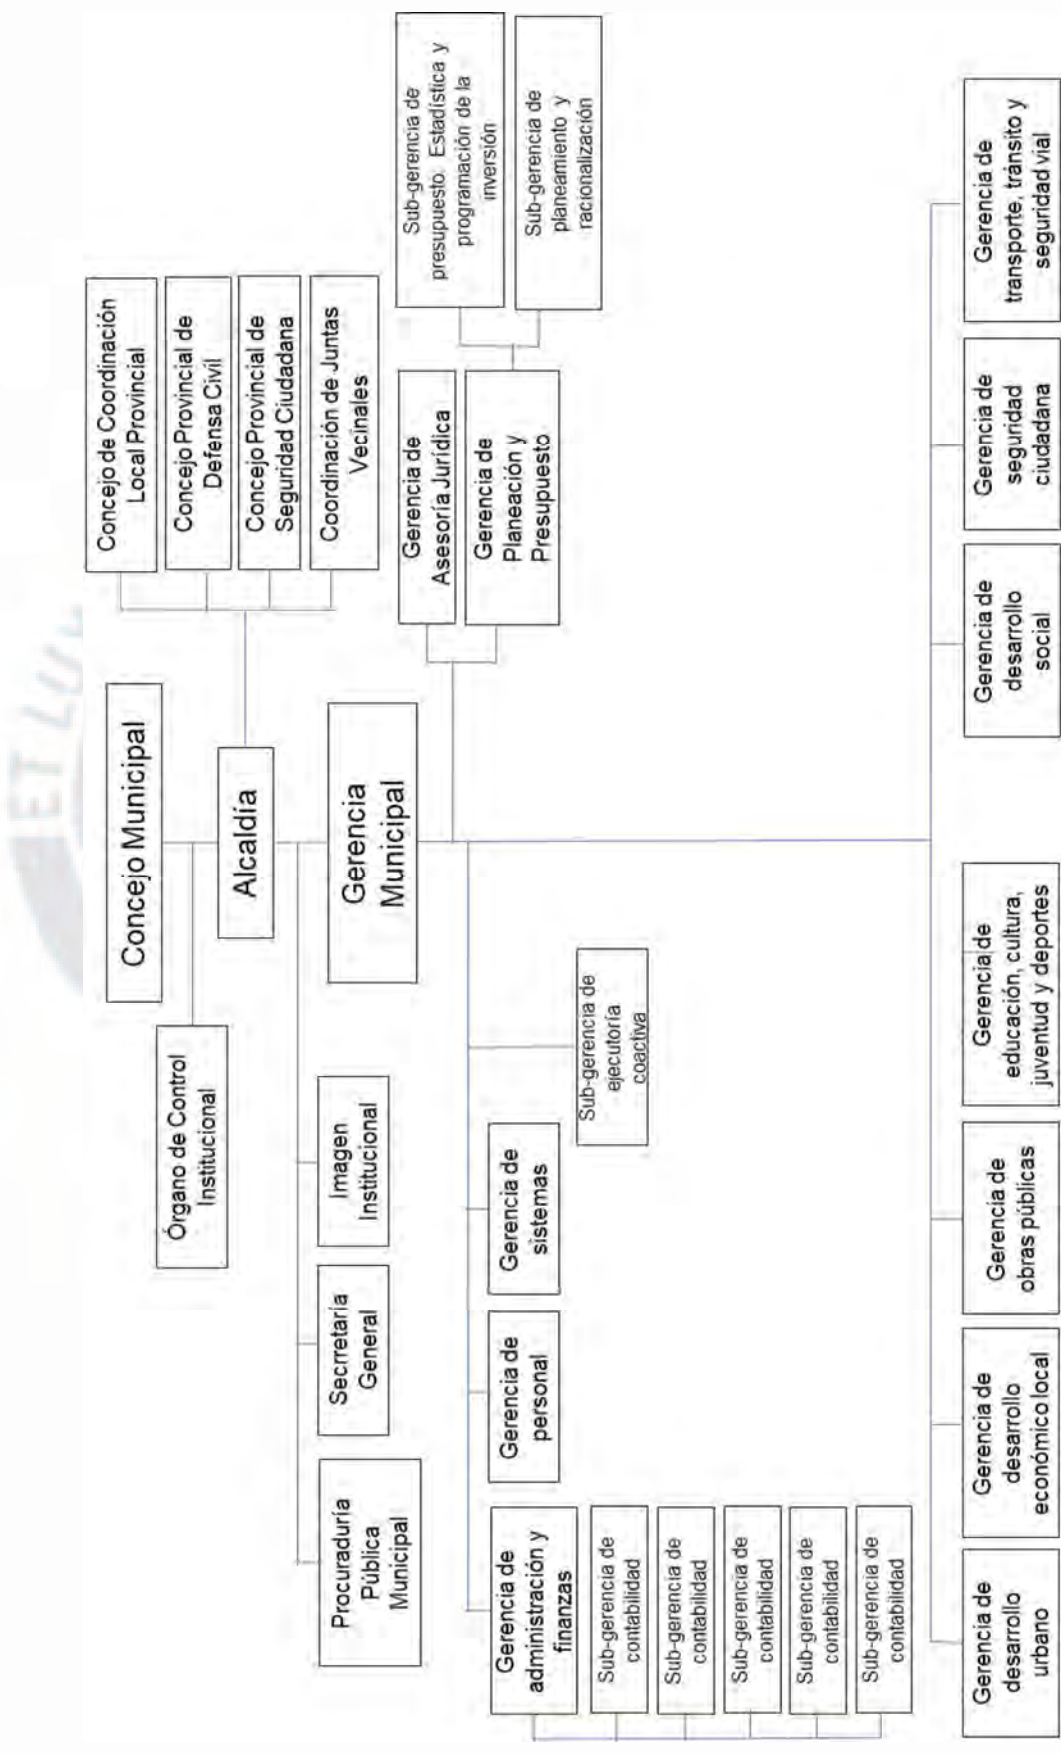 Concejo Municipal
Órgano de Control
Institucional
Alcaldía
Concejo de Coordinación
Local Provincial
Concejo Provincial de
Defensa Civil
Concejo Provincial de
Seguridad Ciudadana
Coordinación de Juntas
Vecinales
Procuraduría
Pública
Municipal
Secrretaría
General
Imagen
Institucional
Gerencia
Municipal
Gerencia de
Asesoría Jurídica
Gerencia de
Planeación y
Presupuesto
Sub-gerencia de
presupuesto. Estadística y
programación de la
inversión
Sub-gerencia de
planeamiento y
racionalización
Gerencia de
administración y
finanzas
Gerencia de
personal
Gerencia de
sistemas
Sub-gerencia de
ejecutoría
coactiva
Sub-gerencia de
contabilidad
Sub-gerencia de
contabilidad
Sub-gerencia de
contabilidad
Sub-gerencia de
contabilidad
Sub-gerencia de
contabilidad
Gerencia de
desarrollo
urbano
Gerencia de
desarrollo
económico local
Gerencia de
obras públicas
Gerencia de
educación, cultura,
juventud y deportes
Gerencia de
desarrollo
social
Gerencia de
seguridad
ciudadana
Gerencia de
transporte, tránsito y
seguridad vial